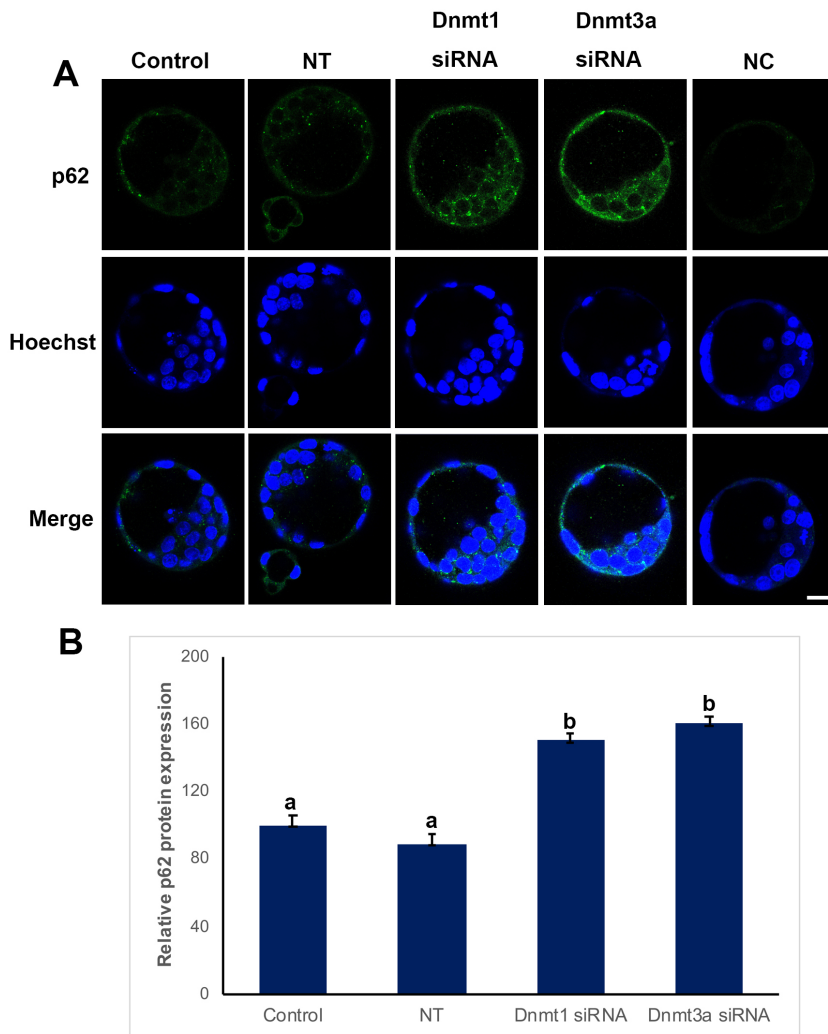 A
Control
NT
Dnmt1
siRNA
Dnmt3a
siRNA
NC
p62
Hoechst
Merge
B
Relative p62 protein expression
200
160
120
80
40
0
a
a
b
b
Control
NT
Dnmt1 siRNA
Dnmt3a siRNA